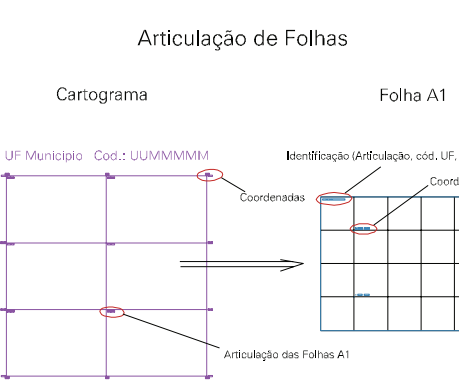 Articulação de Folhas
Cartograma
Folha A1
UF Municipio Cod.: UUMMMMM
Identificação (Articulação, cód. UF,
Coord
Coordenadas
Articulação das Folhas A1